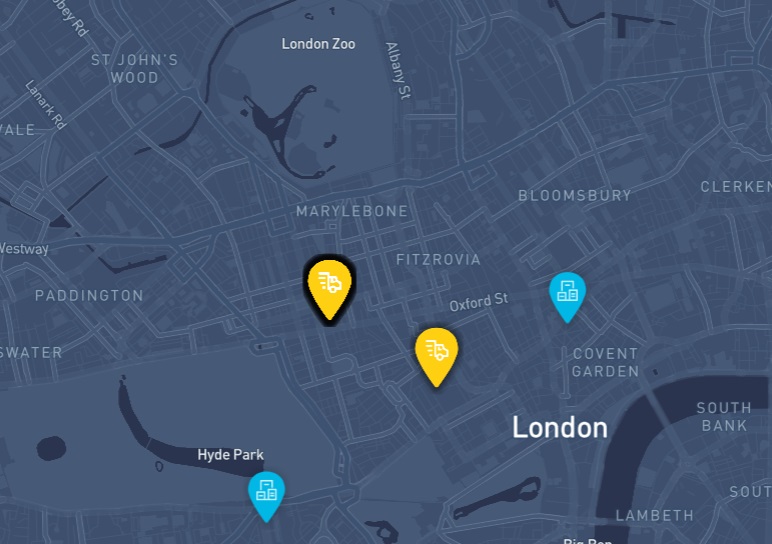 bey Rd
London Zoo
Albany St
ST JOHN'S
WOOD
Lanark Rd
VALE
BLOOMSBURY
CLERKEN
MARYLEBONE
Westway
FITZROVIA
PADDINGTON
Oxford St
SWATER
COVENT
GARDEN
SOUTH
BANK
London
Hyde Park
SOUT
LAMBETH
Big Ben